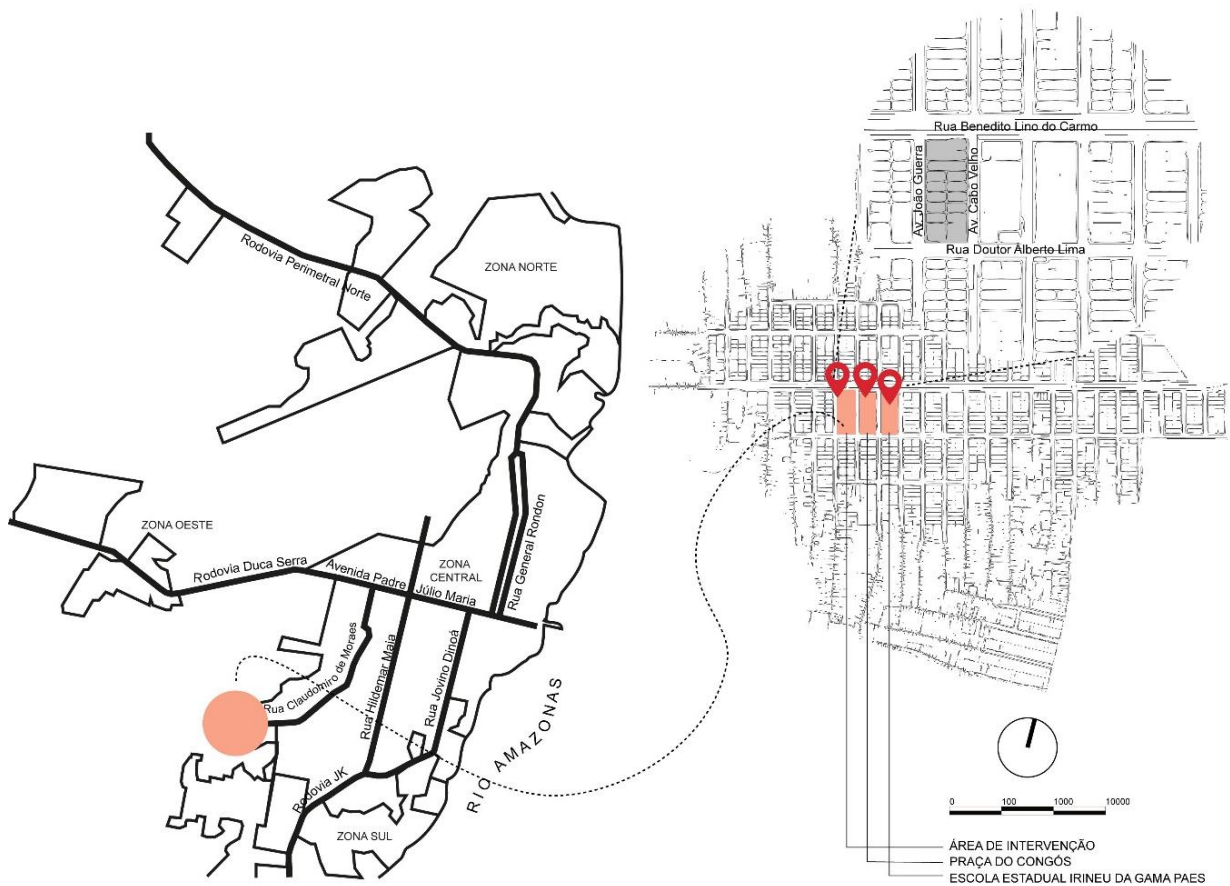 Rodovia Perimetral Norte
ZONA NORTE
ZONA OESTE
Rodovia Duca Serra
Avenida Padre
Júlio Maria
ZONA
CENTRAL
Rua General Rondon
Rua Claudomiro de Moraes
Rua Hildemar Maia
Rua Jovino Dinoá
Rodovia JK
ZONA SUL
RIO AMAZONAS
Rua Benedito Lino do Carmo
Av. João Guerra
Av. Cabo Velho
Rua Doutor Alberto Lima
0 100 1000 10000
ÁREA DE INTERVENÇÃO
PRAÇA DO CONGÓS
ESCOLA ESTADUAL IRINEU DA GAMA PAES